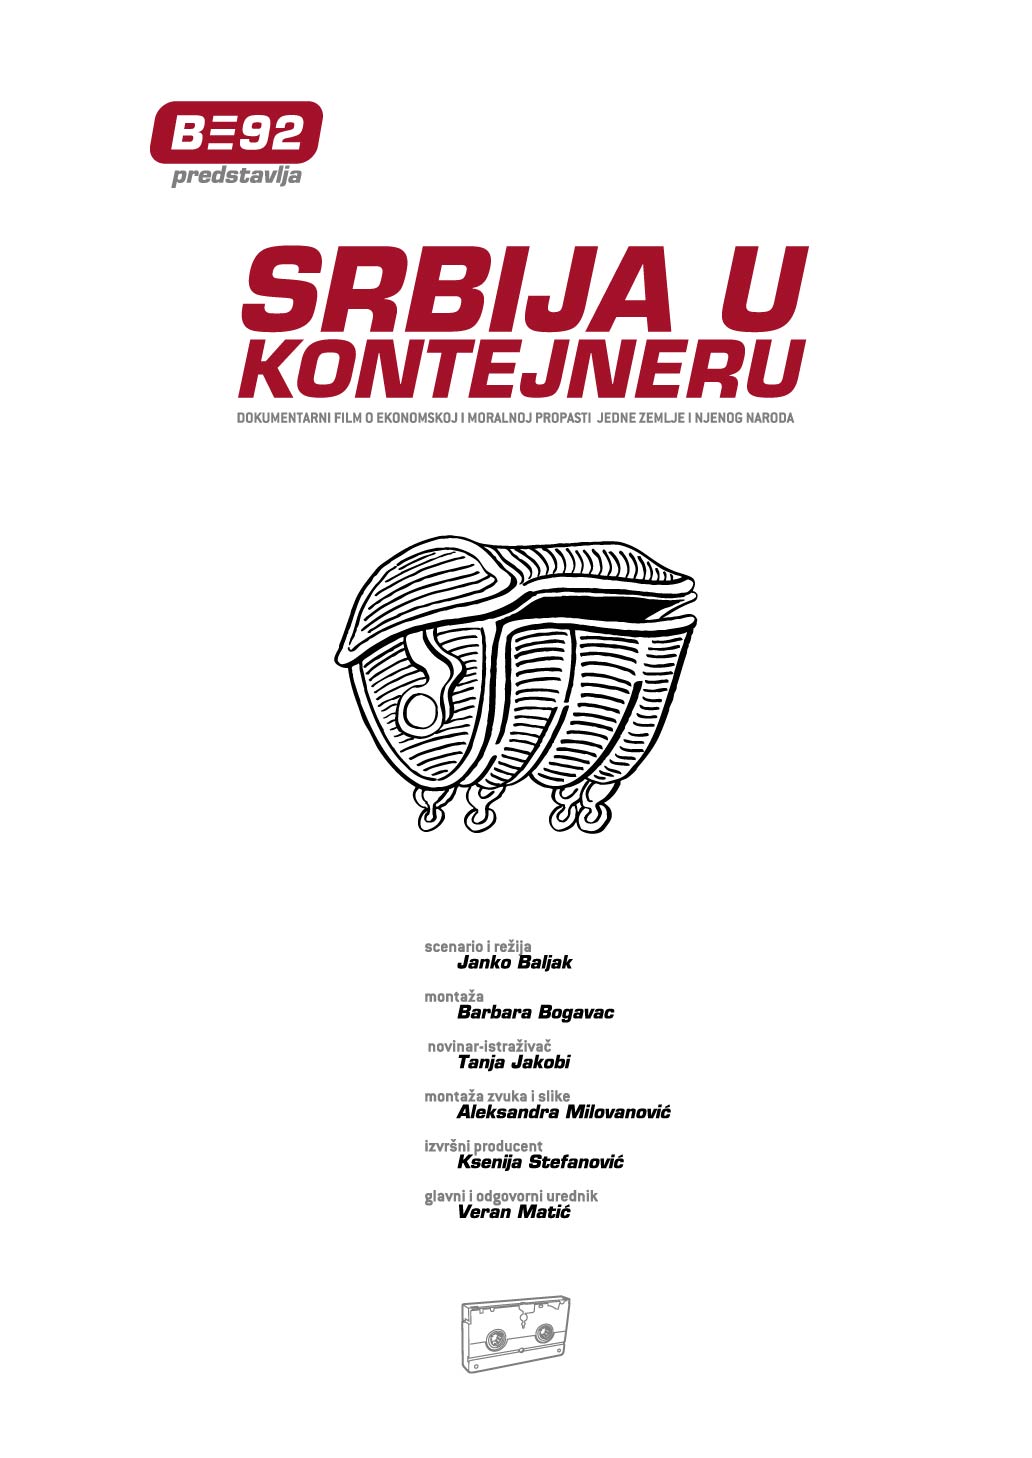 B92
predstavlja
SRBIJA U
KONTEJNERU
DOKUMENTARNI FILM O EKONOMSKOJ I MORALNOJ PROPASTI JEDNE ZEMLJE I NJENOG NARODA
scenario i režija
Janko Baljak
montaža
Barbara Bogavac
novinar-istraživač
Tanja Jakobi
montaža zvuka i slike
Aleksandra Milovanović
izvršni producent
Ksenija Stefanović
glavni i odgovorni urednik
Veran Matić